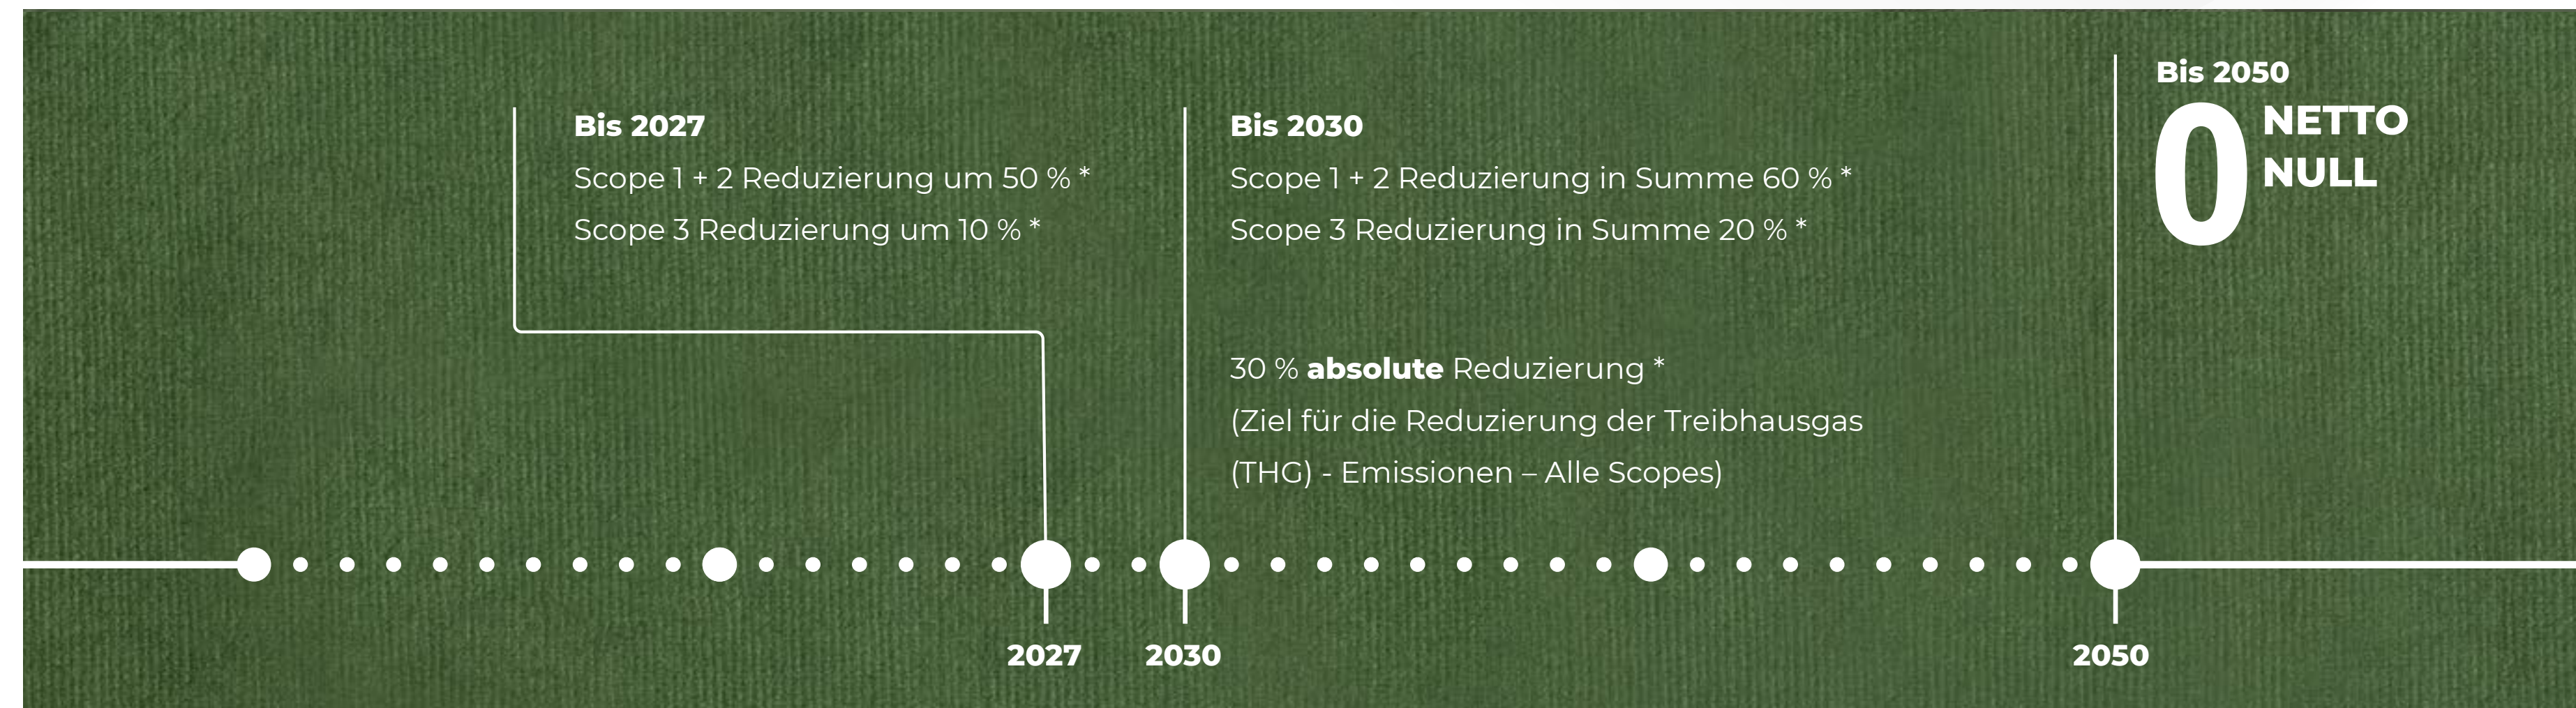 Bis 2027
Scope 1 + 2 Reduzierung um 50 % *
Scope 3 Reduzierung um 10 % *
Bis 2030
Scope 1 + 2 Reduzierung in Summe 60 % *
Scope 3 Reduzierung in Summe 20 % *
30 % absolute Reduzierung *
(Ziel für die Reduzierung der Treibhausgas
(THG) - Emissionen – Alle Scopes)
Bis 2050
0 NETTO
NULL
2027
2030
2050